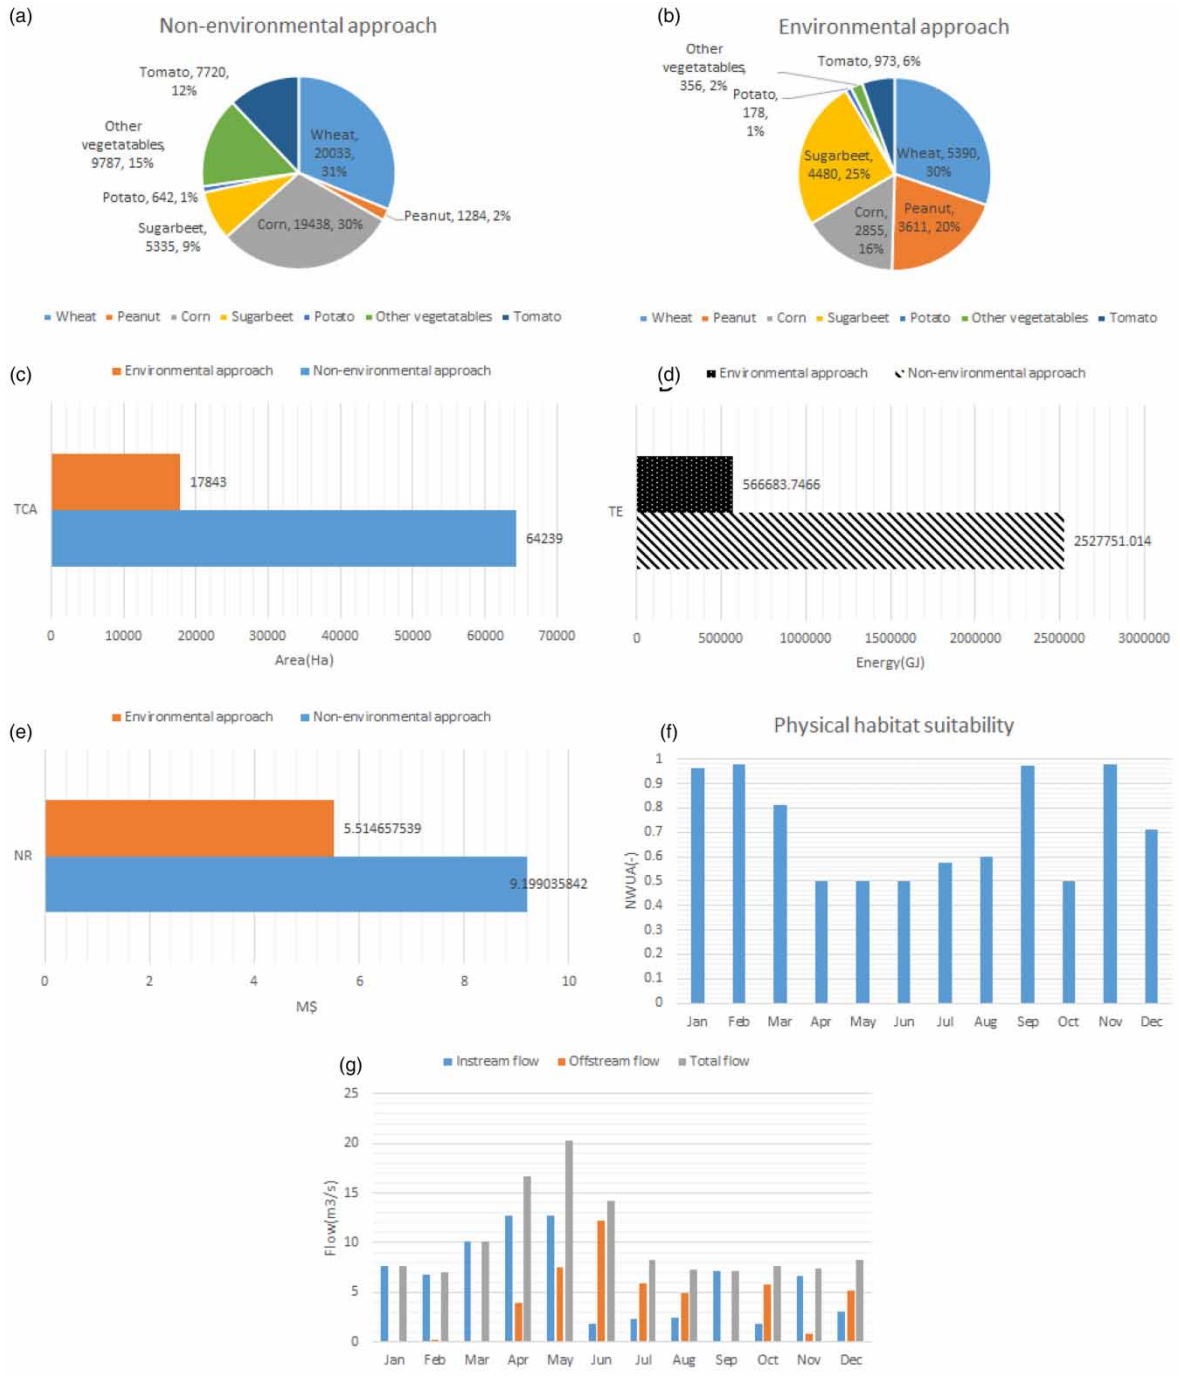 (a)
Non-environmental approach
Tomato, 7720,
12%
Wheat,
20033,
31%
Other
vegetatables,
9787, 15%
Potato, 642, 1%
Peanut, 1284, 2%
Corn, 19438, 30%
Sugarbeet,
5335, 9%
Wheat Peanut Corn Sugarbeet Potato Other vegetatables Tomato
(b)
Environmental approach
Other
vegetatables,
356, 2%
Tomato, 973, 6%
Potato,
178,
1%
Sugarbeet,
4480, 25%
Wheat, 5390,
30%
Corn,
2855,
16%
Peanut,
3611, 20%
Wheat Peanut Corn Sugarbeet Potato Other vegetatables Tomato
(c)
Environmental approach Non-environmental approach
17843
TCA
64239
0 10000 20000 30000 40000 50000 60000 70000
Area(Ha)
(d)
Environmental approach Non-environmental approach
566683.7466
TE
2527751.014
0 500000 1000000 1500000 2000000 2500000 3000000
Energy(GJ)
(e)
Environmental approach Non-environmental approach
5.514657539
NR
9.199035842
0 2 4 6 8 10
M$
(f)
Physical habitat suitability
NWUA(-)
1
0.9
0.8
0.7
0.6
0.5
0.4
0.3
0.2
0.1
0
Jan Feb Mar Apr May Jun Jul Aug Sep Oct Nov Dec
(g)
Instream flow Offstream flow Total flow
Flow(m3/s)
25
20
15
10
5
0
Jan Feb Mar Apr May Jun Jul Aug Sep Oct Nov Dec